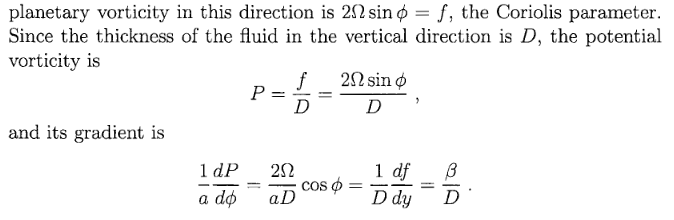 planetary vorticity in this direction is 2Ω sin ϕ = f, the Coriolis parameter.
Since the thickness of the fluid in the vertical direction is D, the potential
vorticity is
P = f/D = 2Ω sin ϕ/D ,
and its gradient is
1/a dP/dϕ = 2Ω/aD cos ϕ = 1/D df/dy = β/D .